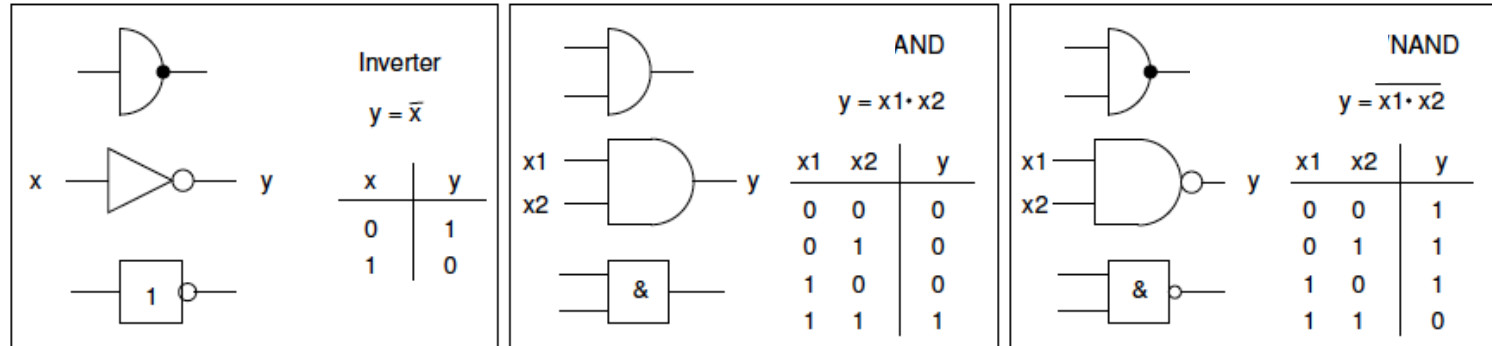 Inverter
y = x̄
x y
x y
0 1
1 0
1
AND
y = x1· x2
x1
x2
y
x1 x2 y
0 0 0
0 1 0
1 0 0
1 1 1
&
'NAND
y = x̅1̅·̅ ̅x̅2̅
x1
x2
y
x1 x2 y
0 0 1
0 1 1
1 0 1
1 1 0
&